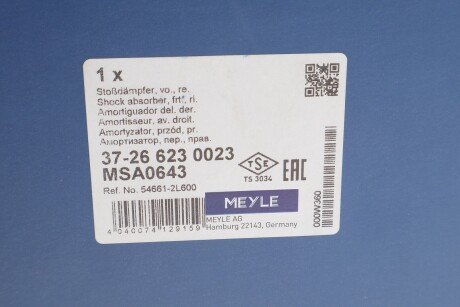 1 x
Stoßdämpfer, vo., re.
Shock absorber, frt., ri.
Amortiguador del. der.
Amortisseur, av. droit.
Amortyzator, przód, pr.
Амортизатор, пер., прав.
37-26 623 0023
MSA0643
Ref. No. 54661-2L600
TSE
TS 3034
EAC
MEYLE
MEYLE AG
Hamburg 22143, Germany
4 040074 129159
000W360